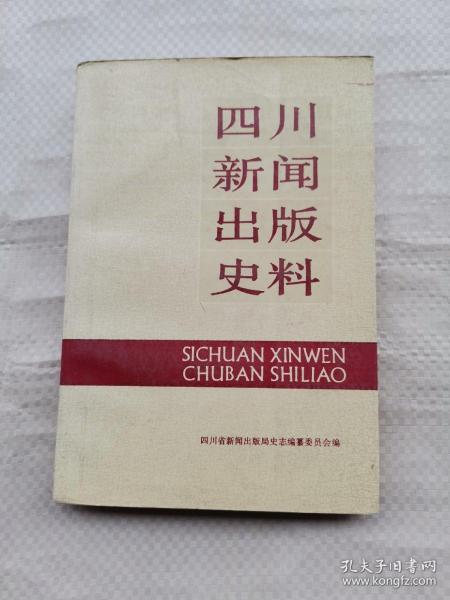 四川
新闻
出版
史料
SICHUAN XINWEN
CHUBAN SHILIAO
四川省新闻出版局史志编纂委员会编
孔夫子旧书网
www.kongfz.com